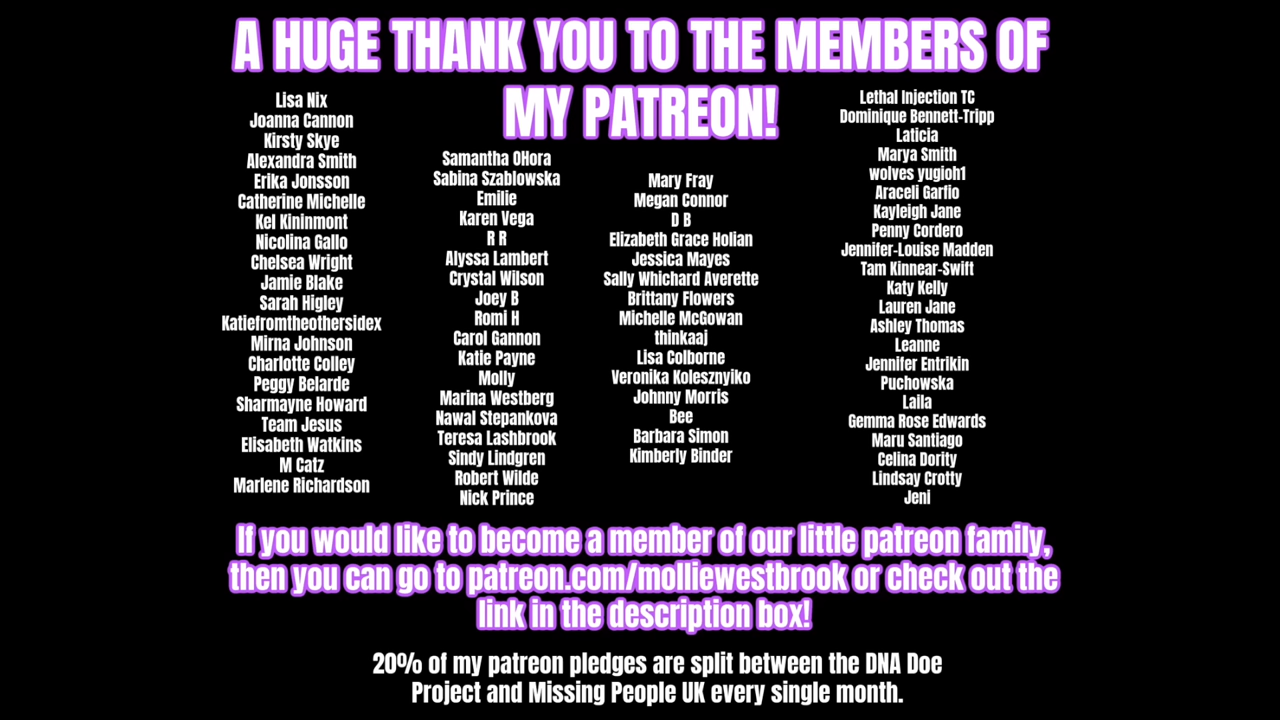 A HUGE THANK YOU TO THE MEMBERS OF
MY PATREON!
Lisa Nix
Joanna Cannon
Kirsty Skye
Alexandra Smith
Erika Jonsson
Catherine Michelle
Kel Kininmont
Nicolina Gallo
Chelsea Wright
Jamie Blake
Sarah Higley
Katiefromtheothersidex
Mirna Johnson
Charlotte Colley
Peggy Belarde
Sharmayne Howard
Team Jesus
Elisabeth Watkins
M Catz
Marlene Richardson
Samantha OHora
Sabina Szablowska
Emilie
Karen Vega
R R
Alyssa Lambert
Crystal Wilson
Joey B
Romi H
Carol Gannon
Katie Payne
Molly
Marina Westberg
Nawal Stepankova
Teresa Lashbrook
Sindy Lindgren
Robert Wilde
Nick Prince
Mary Fray
Megan Connor
D B
Elizabeth Grace Holian
Jessica Mayes
Sally Whichard Averette
Brittany Flowers
Michelle McGowan
thinkaaj
Lisa Colborne
Veronika Kolesznyiko
Johnny Morris
Bee
Barbara Simon
Kimberly Binder
Lethal Injection TC
Dominique Bennett-Tripp
Laticia
Marya Smith
wolves yugioh1
Araceli Garfio
Kayleigh Jane
Penny Cordero
Jennifer-Louise Madden
Tam Kinnear-Swift
Katy Kelly
Lauren Jane
Ashley Thomas
Leanne
Jennifer Entrikin
Puchowska
Laila
Gemma Rose Edwards
Maru Santiago
Celina Dority
Lindsay Crotty
Jeni
If you would like to become a member of our little patreon family,
then you can go to patreon.com/molliewestbrook or check out the
link in the description box!
20% of my patreon pledges are split between the DNA Doe
Project and Missing People UK every single month.